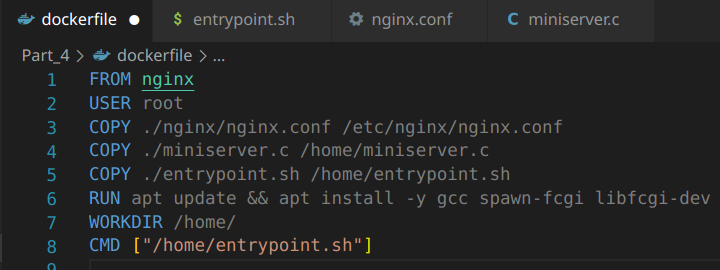 dockerfile ● $ entrypoint.sh nginx.conf C miniserver.c
Part_4 > dockerfile > ...
1 FROM nginx
2 USER root
3 COPY ./nginx/nginx.conf /etc/nginx/nginx.conf
4 COPY ./miniserver.c /home/miniserver.c
5 COPY ./entrypoint.sh /home/entrypoint.sh
6 RUN apt update && apt install -y gcc spawn-fcgi libfcgi-dev
7 WORKDIR /home/
8 CMD ["/home/entrypoint.sh"]
9